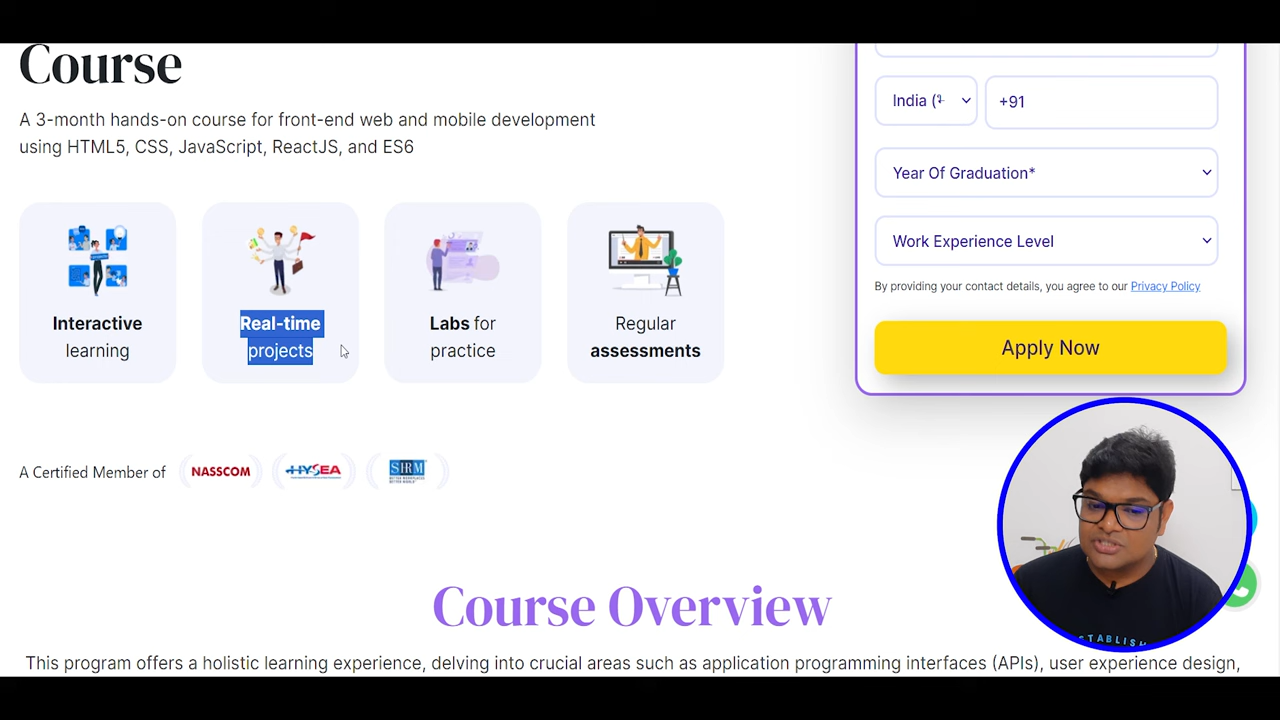 Course
A 3-month hands-on course for front-end web and mobile development
using HTML5, CSS, JavaScript, ReactJS, and ES6
Interactive
learning
Real-time
projects
Labs for
practice
Regular
assessments
A Certified Member of
NASSCOM
HYSEA
SHRM
India (
+91
Year Of Graduation*
Work Experience Level
By providing your contact details, you agree to our Privacy Policy
Apply Now
Course Overview
This program offers a holistic learning experience, delving into crucial areas such as application programming interfaces (APIs), user experience design,